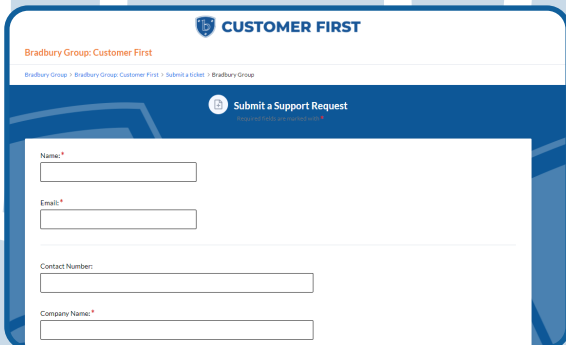 b CUSTOMER FIRST
Bradbury Group: Customer First
Bradbury Group > Bradbury Group: Customer First > Submit a ticket > Bradbury Group
Submit a Support Request
Required fields are marked with *
Name:*
Email:*
Contact Number:
Company Name:*